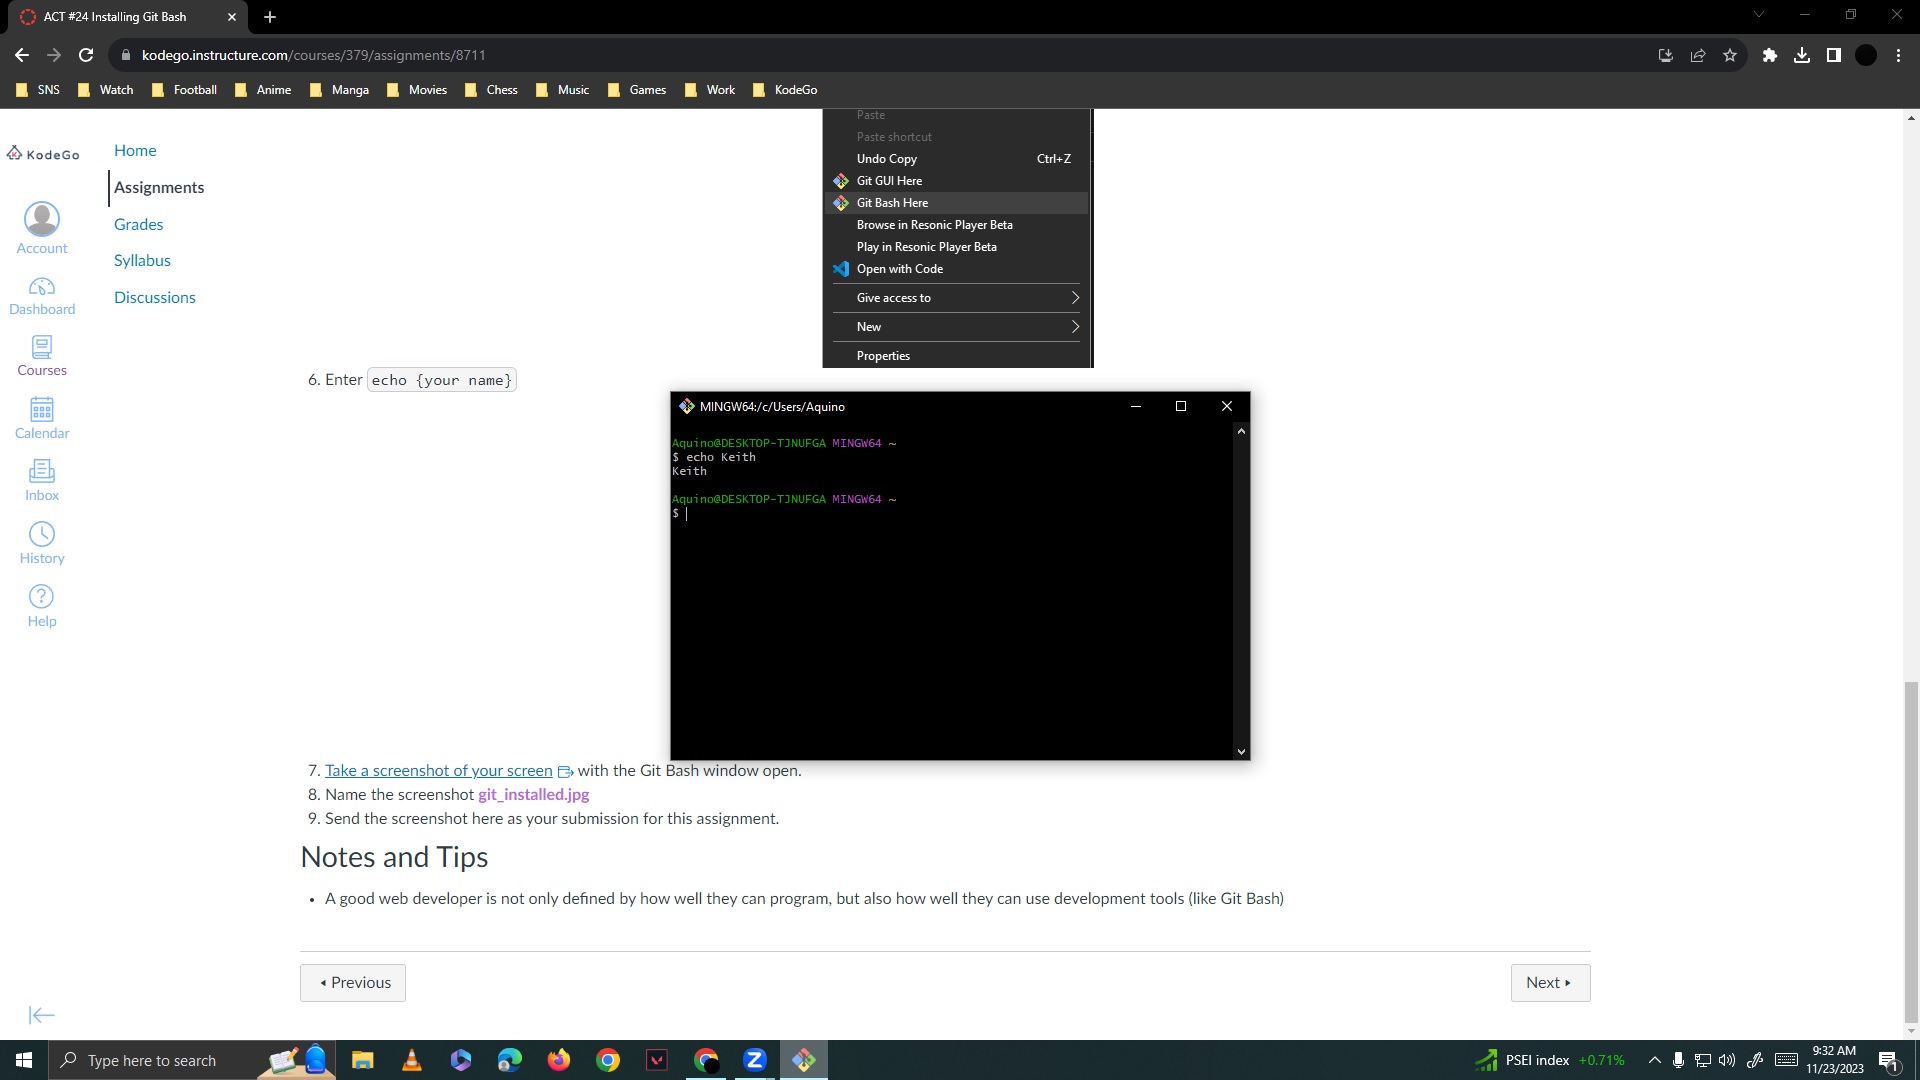 ACT #24 Installing Git Bash
kodego.instructure.com/courses/379/assignments/8711
SNS Watch Football Anime Manga Movies Chess Music Games Work KodeGo
KodeGo
Account
Dashboard
Courses
Calendar
Inbox
History
Help
Home
Assignments
Grades
Syllabus
Discussions
Paste
Paste shortcut
Undo Copy Ctrl+Z
Git GUI Here
Git Bash Here
Browse in Resonic Player Beta
Play in Resonic Player Beta
Open with Code
Give access to
New
Properties
6. Enter echo {your name}
MINGW64:/c/Users/Aquino
Aquino@DESKTOP-TJNUFGA MINGW64 ~
$ echo Keith
Keith
Aquino@DESKTOP-TJNUFGA MINGW64 ~
$
7. Take a screenshot of your screen with the Git Bash window open.
8. Name the screenshot git_installed.jpg
9. Send the screenshot here as your submission for this assignment.
Notes and Tips
• A good web developer is not only defined by how well they can program, but also how well they can use development tools (like Git Bash)
Previous
Next
Type here to search
PSEI index +0.71%
9:32 AM
11/23/2023
1